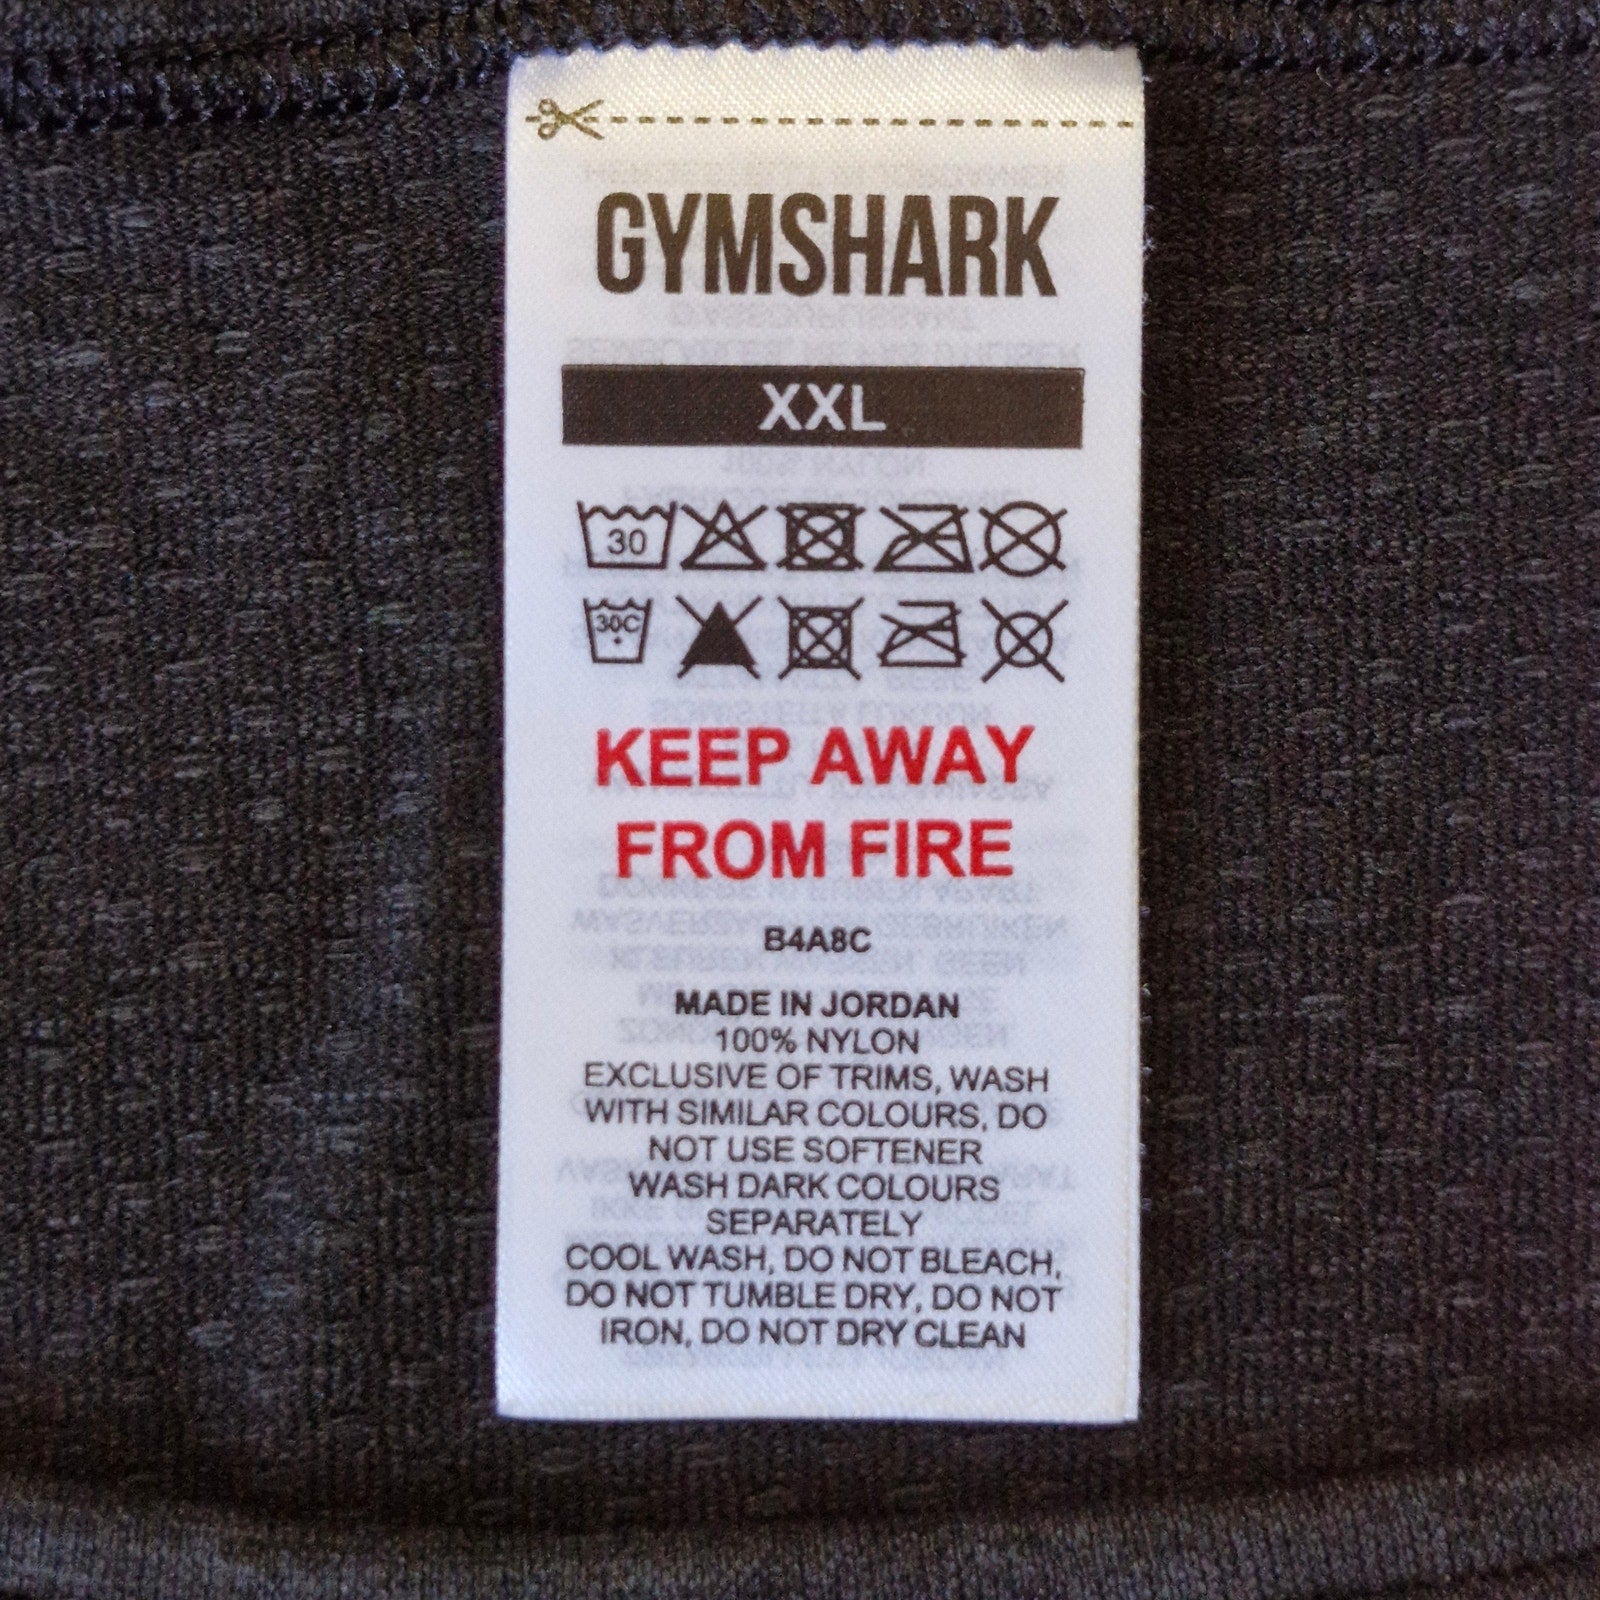 GYMSHARK
XXL
30
30C
KEEP AWAY
FROM FIRE
B4A8C
MADE IN JORDAN
100% NYLON
EXCLUSIVE OF TRIMS, WASH
WITH SIMILAR COLOURS, DO
NOT USE SOFTENER
WASH DARK COLOURS
SEPARATELY
COOL WASH, DO NOT BLEACH,
DO NOT TUMBLE DRY, DO NOT
IRON, DO NOT DRY CLEAN